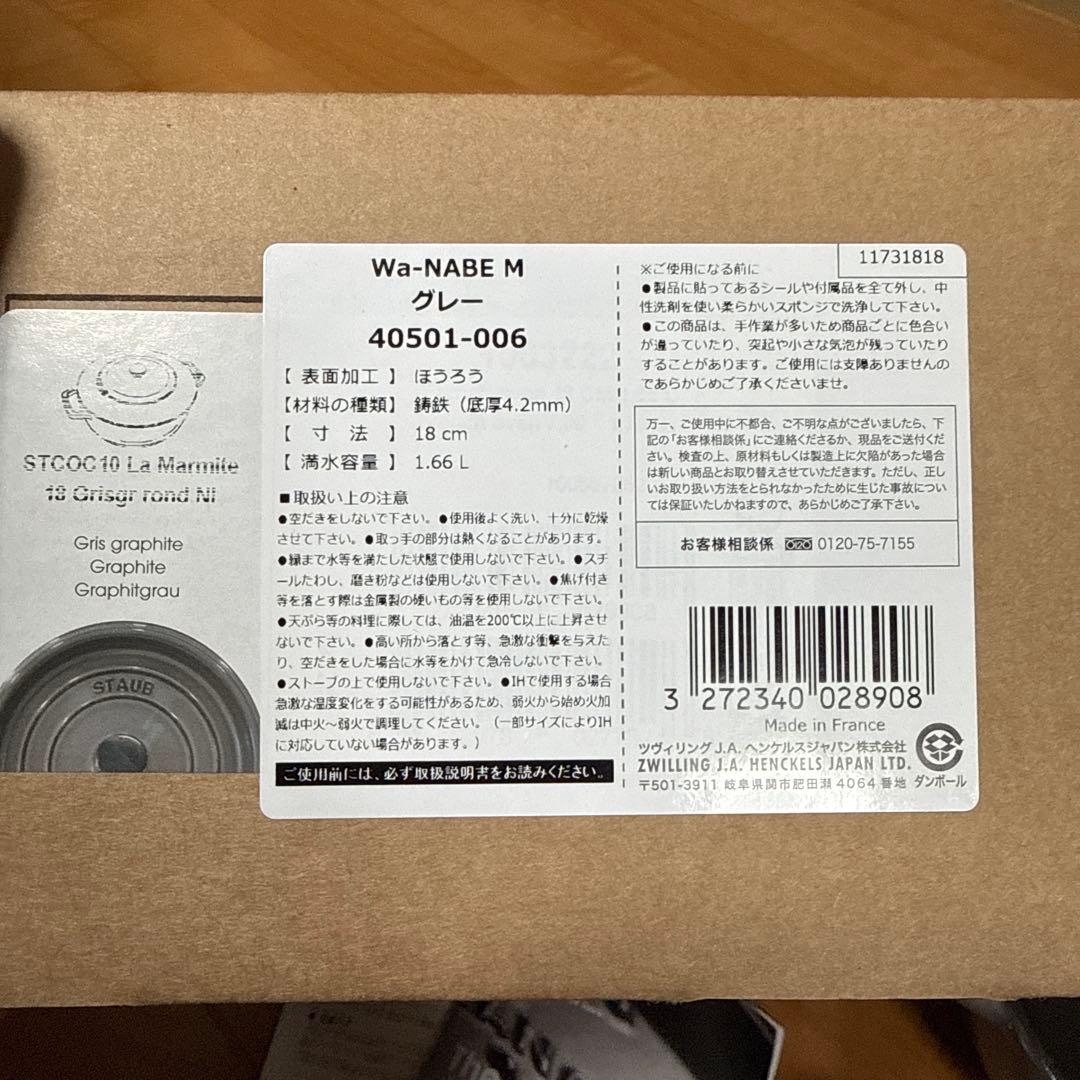 STCOC10 La Marmite
18 Grisgr rond NI
Gris graphite
Graphite
Graphitgrau
STAUB
Wa-NABE M
グレー
40501-006
【 表面加工 】 ほうろう
【材料の種類】 鋳鉄（底厚4.2mm）
【 寸 法 】 18 cm
【 満水容量 】 1.66 L
■取扱い上の注意
●空だきをしないで下さい。●使用後よく洗い、十分に乾燥
させて下さい。●取っ手の部分は熱くなることがあります。
●縁まで水等を満たした状態で使用しないで下さい。●スチ
ールたわし、磨き粉などは使用しないで下さい。●焦げ付き
等を落とす際は金属製の硬いもの等を使用しないで下さい。
●天ぷら等の料理に際しては、油温を200℃以上に上昇させ
ないで下さい。●高い所から落とす等、急激な衝撃を与えた
り、空だきをした場合に水等をかけて急冷しないで下さい。
●ストーブの上で使用しないで下さい。●IHで使用する場合
急激な温度変化をする可能性があるため、弱火から始め火加
減は中火～弱火で調理してください。（一部サイズによりIH
に対応していない場合があります。）
ご使用前には、必ず取扱説明書をお読みください。
11731818
※ご使用になる前に
●製品に貼ってあるシールや付属品を全て外し、中
性洗剤を使い柔らかいスポンジで洗浄して下さい。
●この商品は、手作業が多いため商品ごとに色合い
が違っていたり、突起や小さな気泡が残っていたり
することがあります。ご使用には支障ありませんの
であらかじめご了承くださいませ。
万一、ご使用中に不都合、ご不明な点がございましたら、下
記の「お客様相談係」にご連絡くださるか、現品をご送付くだ
さい。検査の上、原材料もしくは製造上に欠陥があった場合
は新しい商品とお取り替えさせていただきます。ただし、正し
いお取り扱い方法をとられなかったために生じた事故につい
ては保証いたしかねますので、あらかじめご了承下さい。
お客様相談係 0120-75-7155
3 272340 028908
Made in France
ツヴィリング J.A. ヘンケルスジャパン株式会社
ZWILLING J.A. HENCKELS JAPAN LTD.
〒501-3911 岐阜県関市肥田瀬 4064 番地
ダンボール